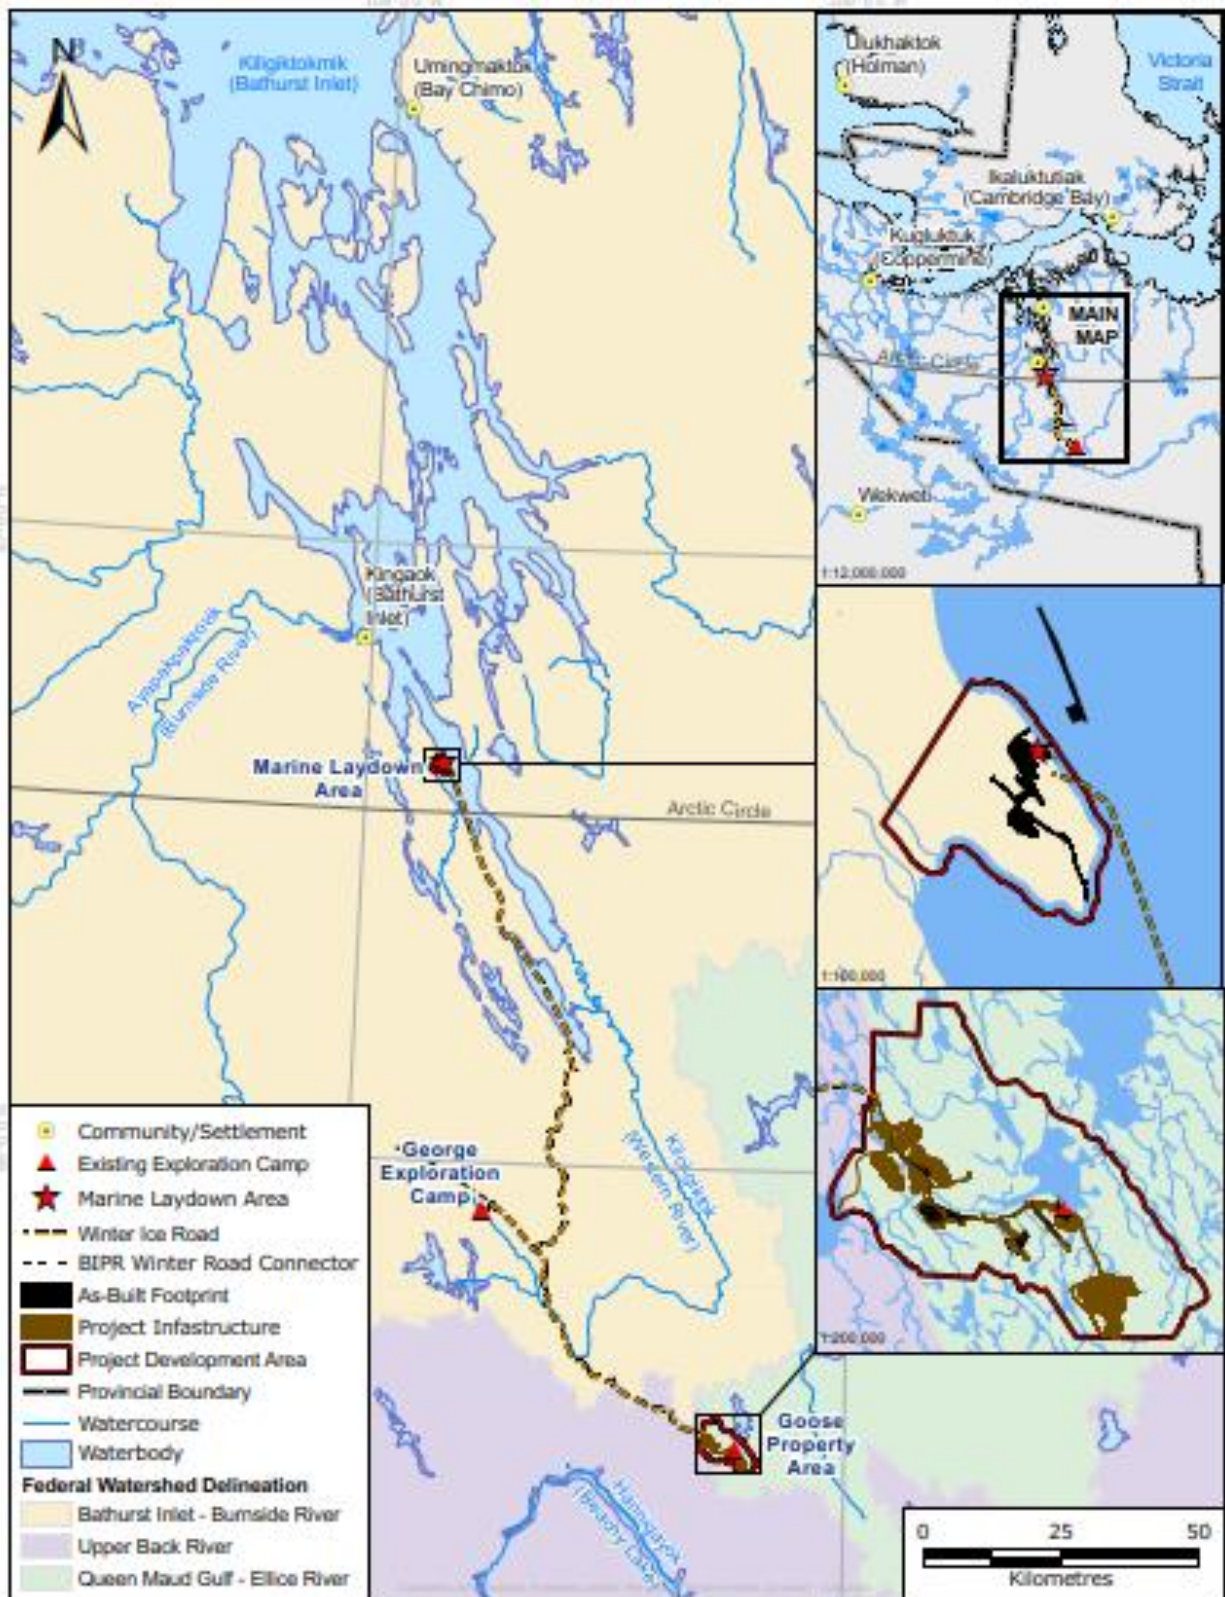 N
Kiligiktokmik
(Bathurst Inlet)
Umingmaktok
(Bay Chimo)
Kingaok
(Bathurst
Inlet)
(Burnside River)
Marine Laydown
Area
Arctic Circle
George
Exploration
Camp
(Western River)
Goose
Property
Area
(Beechy Lake)
Ulukhaktok
(Holman)
Victoria
Strait
Ikaluktutiak
(Cambridge Bay)
Kugluktuk
(Coppermine)
MAIN
MAP
Arctic Circle
Wekweti
1:12,000,000
1:100,000
1:200,000
Community/Settlement
Existing Exploration Camp
Marine Laydown Area
Winter Ice Road
BIPR Winter Road Connector
As-Built Footprint
Project Infastructure
Project Development Area
Provincial Boundary
Watercourse
Waterbody
Federal Watershed Delineation
Bathurst Inlet - Burnside River
Upper Back River
Queen Maud Gulf - Ellice River
0 25 50
Kilometres